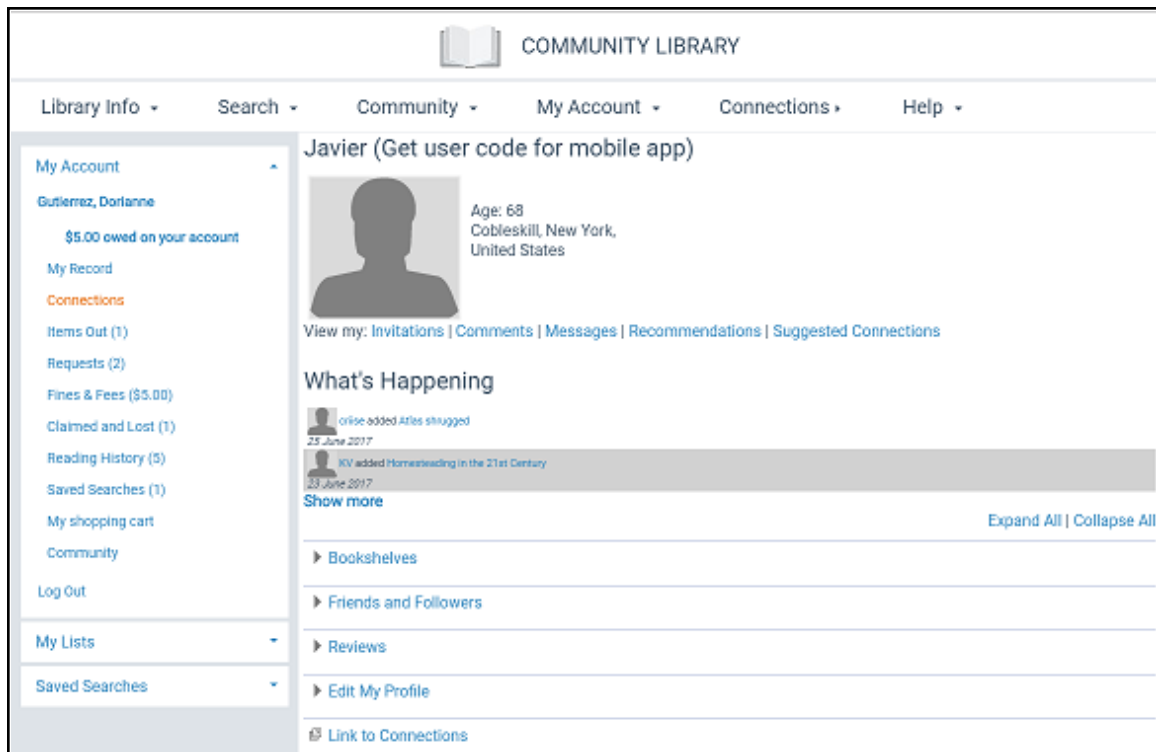 COMMUNITY LIBRARY
Library Info Search Community My Account Connections Help
My Account
Gutierrez, Dorianne
$5.00 owed on your account
My Record
Connections
Items Out (1)
Requests (2)
Fines & Fees ($5.00)
Claimed and Lost (1)
Reading History (5)
Saved Searches (1)
My shopping cart
Community
Log Out
My Lists
Saved Searches
Javier (Get user code for mobile app)
Age: 68
Cobleskill, New York,
United States
View my: Invitations | Comments | Messages | Recommendations | Suggested Connections
What's Happening
added Atlas shrugged
25 June 2017
KV added Homesteading in the 21st Century
23 June 2017
Show more
Expand All | Collapse All
Bookshelves
Friends and Followers
Reviews
Edit My Profile
Link to Connections